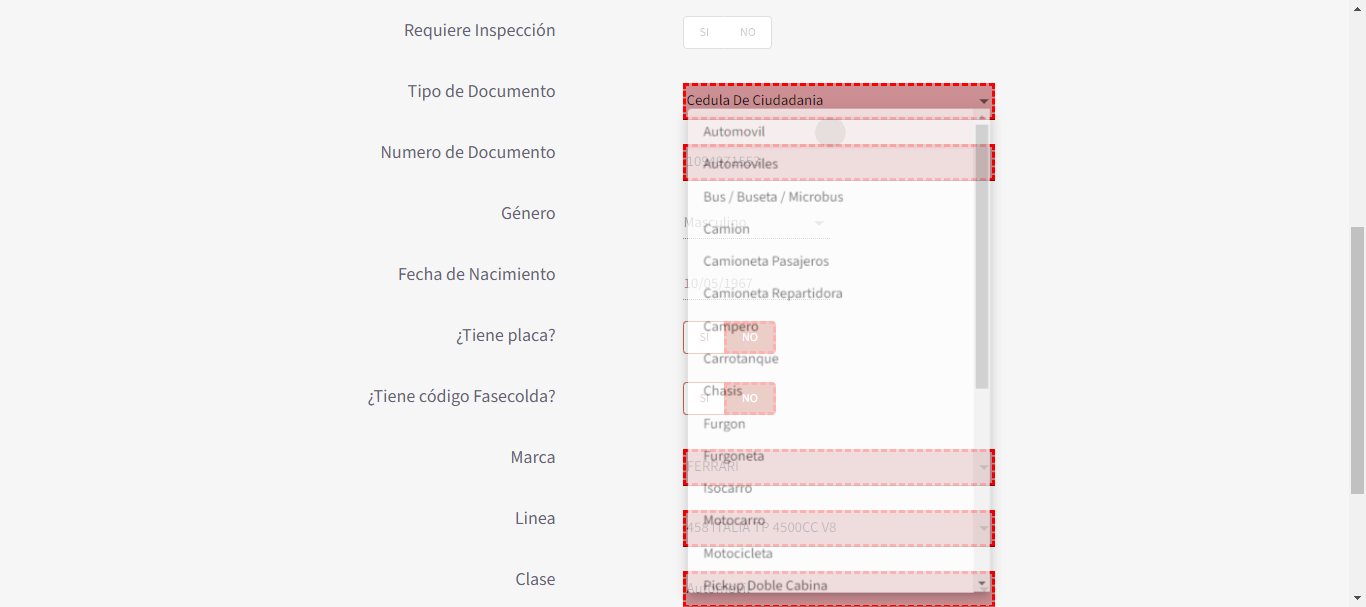 Requiere Inspección
SI NO
Tipo de Documento
Cedula De Ciudadania
Automovil
Numero de Documento
Automoviles
Bus / Buseta / Microbus
Género
Masculino
Camion
Camioneta Pasajeros
Fecha de Nacimiento
10/05/1967
Camioneta Repartidora
Campero
¿Tiene placa?
SI NO
Carrotanque
Chasis
¿Tiene código Fasecolda?
SI NO
Furgon
Marca
Furgoneta
FERRARI
Isocarro
Linea
Motocarro
458 ITALIA TP 4500CC V8
Motocicleta
Clase
Pickup Doble Cabina
Automovil